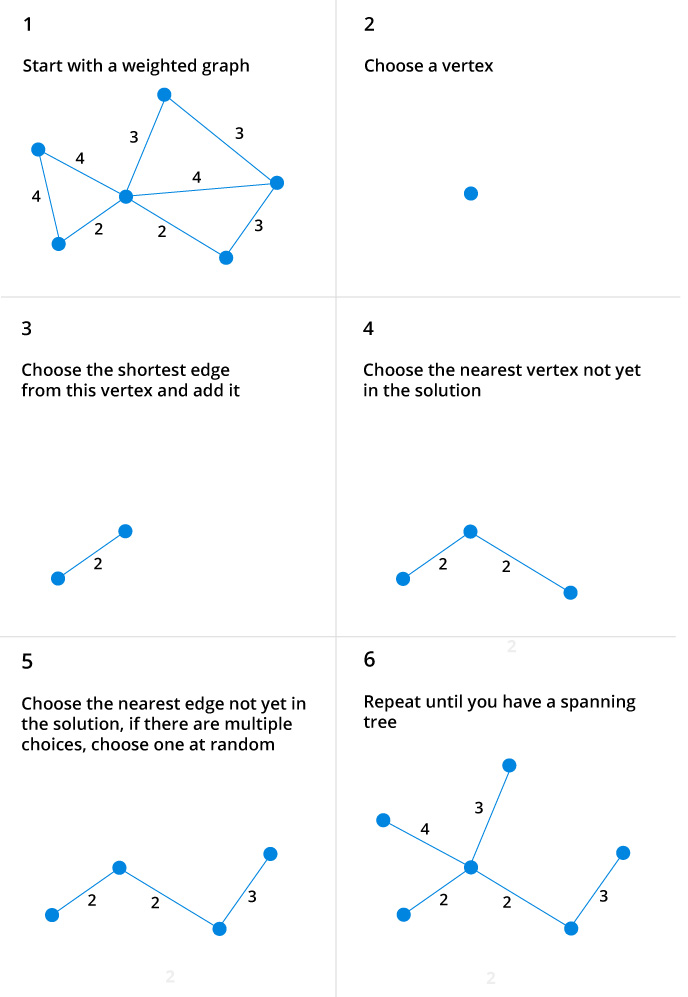 1
Start with a weighted graph
3
3
4
4
4
2
2
3
2
Choose a vertex
3
Choose the shortest edge
from this vertex and add it
2
4
Choose the nearest vertex not yet
in the solution
2
2
5
Choose the nearest edge not yet in
the solution, if there are multiple
choices, choose one at random
2
2
3
2
2
6
Repeat until you have a spanning
tree
3
4
2
2
3
2